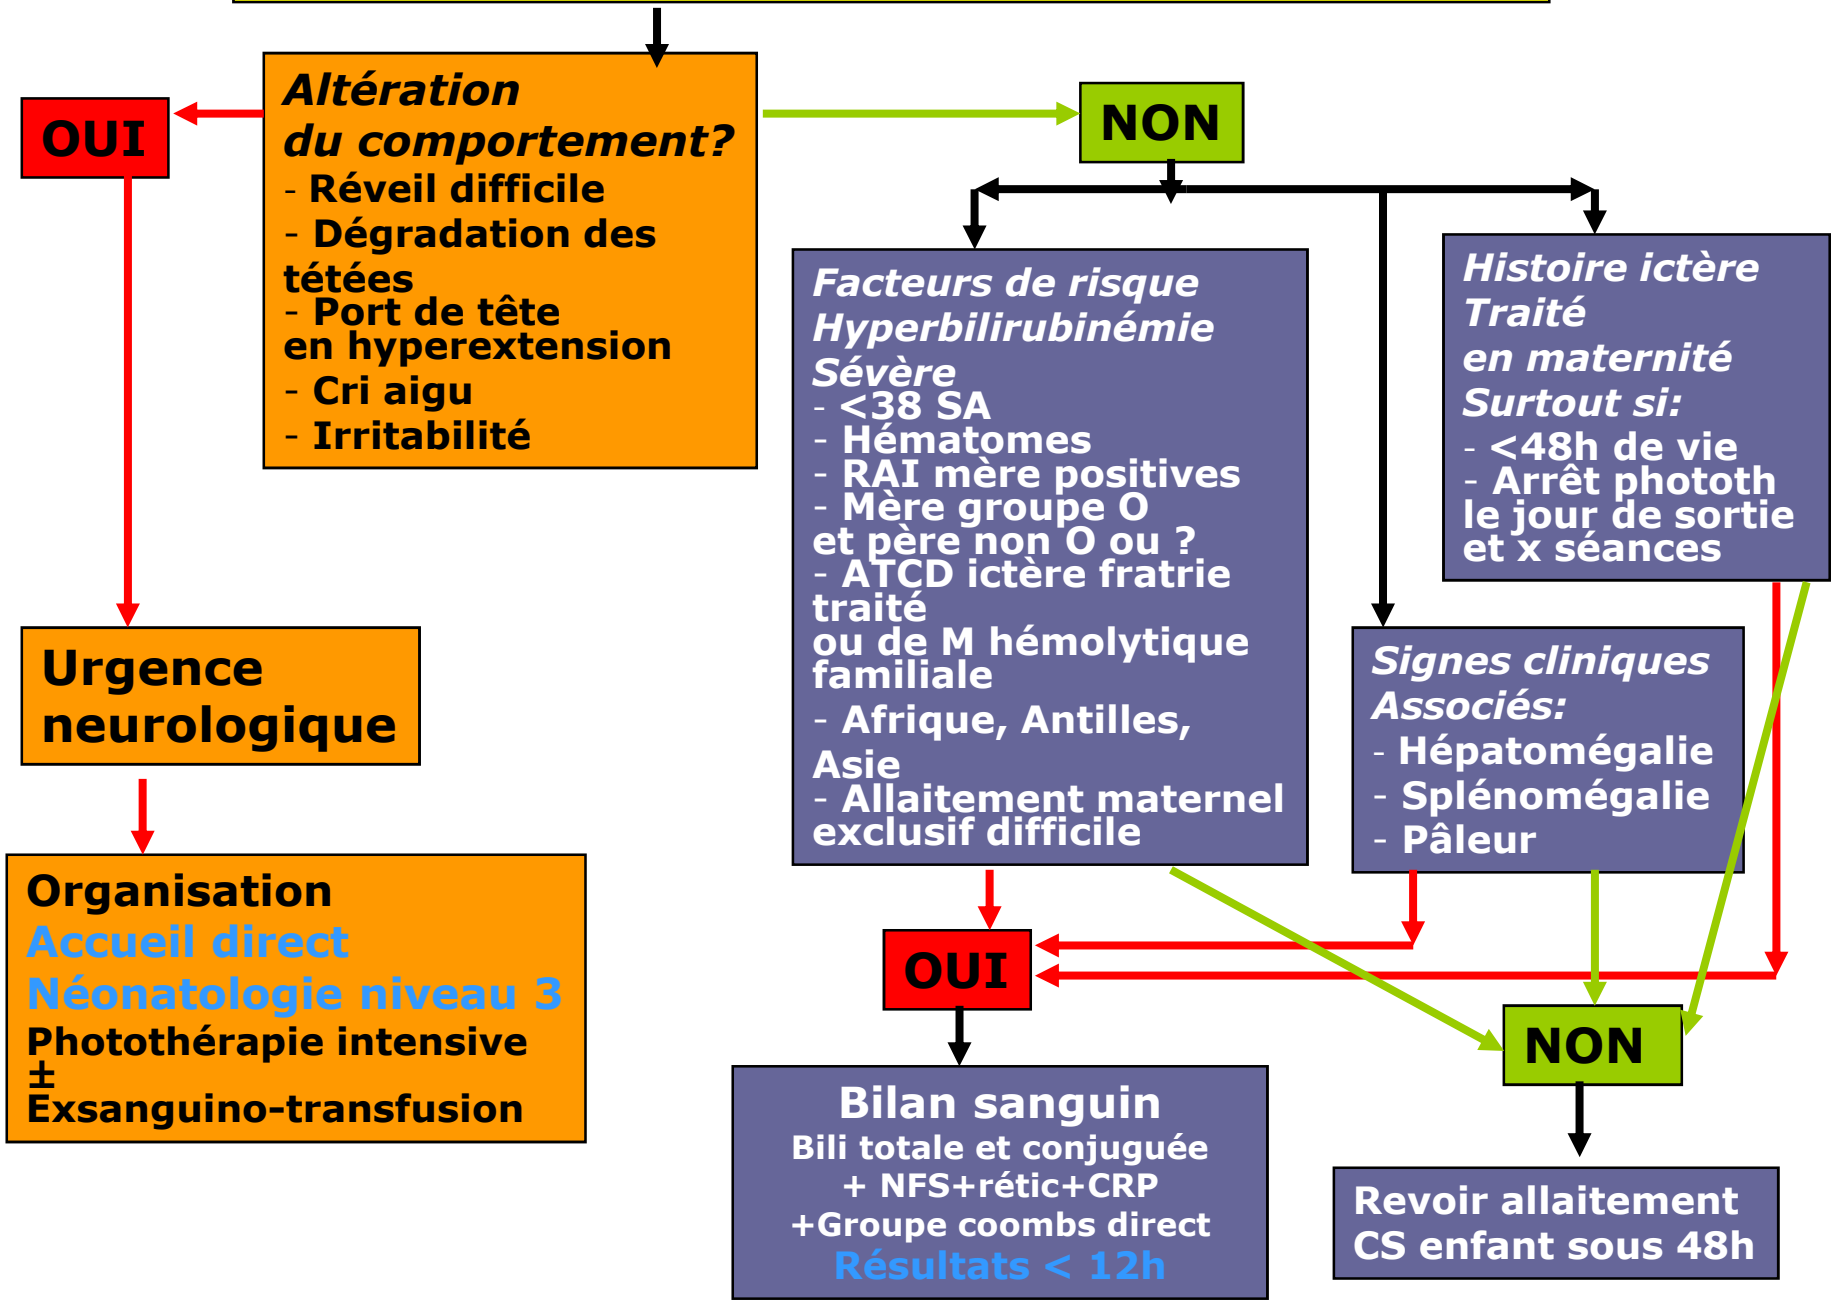 OUI
Altération
du comportement?
- Réveil difficile
- Dégradation des
tétées
- Port de tête
en hyperextension
- Cri aigu
- Irritabilité
NON
Facteurs de risque
Hyperbilirubinémie
Sévère
- <38 SA
- Hématomes
- RAI mère positives
- Mère groupe O
et père non O ou ?
- ATCD ictère fratrie
traité
ou de M hémolytique
familiale
- Afrique, Antilles,
Asie
- Allaitement maternel
exclusif difficile
Histoire ictère
Traité
en maternité
Surtout si:
- <48h de vie
- Arrêt phototh
le jour de sortie
et x séances
Urgence
neurologique
Signes cliniques
Associés:
- Hépatomégalie
- Splénomégalie
- Pâleur
Organisation
Accueil direct
Néonatologie niveau 3
Photothérapie intensive
±
Exsanguino-transfusion
OUI
NON
Bilan sanguin
Bili totale et conjuguée
+ NFS+rétic+CRP
+Groupe coombs direct
Résultats < 12h
Revoir allaitement
CS enfant sous 48h